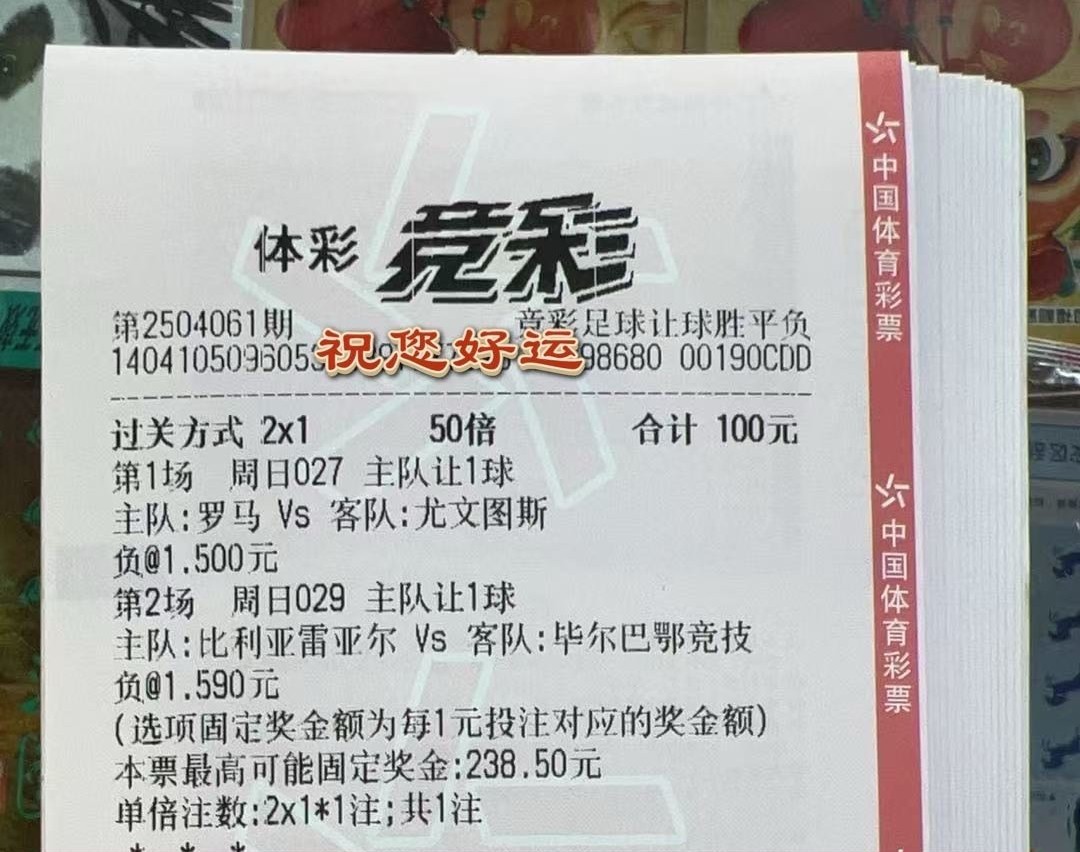 体彩 竞彩
第2504061期 竞彩足球让球胜平负
祝您好运
14041050960553 98680 00190CDD
过关方式 2x1 50倍 合计 100元
第1场 周日027 主队让1球
主队:罗马 Vs 客队:尤文图斯
负@1.500元
第2场 周日029 主队让1球
主队:比利亚雷亚尔 Vs 客队:毕尔巴鄂竞技
负@1.590元
(选项固定奖金额为每1元投注对应的奖金额)
本票最高可能固定奖金:238.50元
单倍注数:2x1*1注;共1注
* * *
中国体育彩票
中国体育彩票